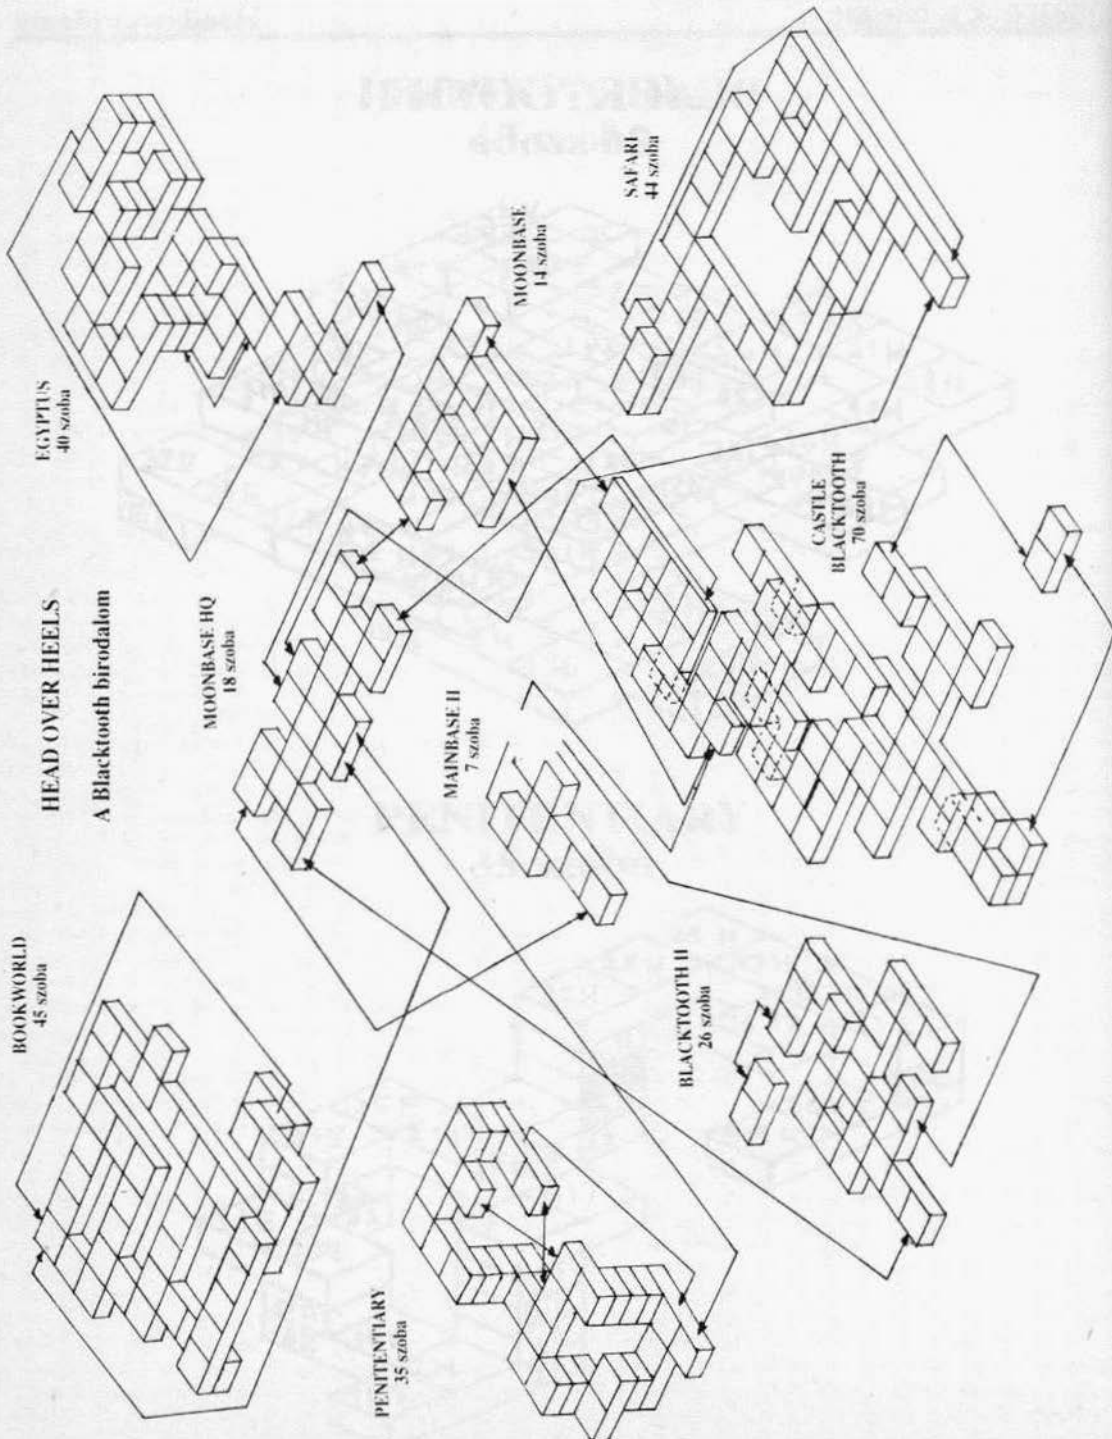 HEAD OVER HEELS
A Blacktooth birodalom
BOOKWORLD
45 szoba
EGYPTUS
40 szoba
MOONBASE HQ
18 szoba
MOONBASE
14 szoba
SAFARI
44 szoba
MAINBASE II
7 szoba
PENITENTIARY
35 szoba
BLACKTOOTH II
26 szoba
CASTLE
BLACKTOOTH
70 szoba